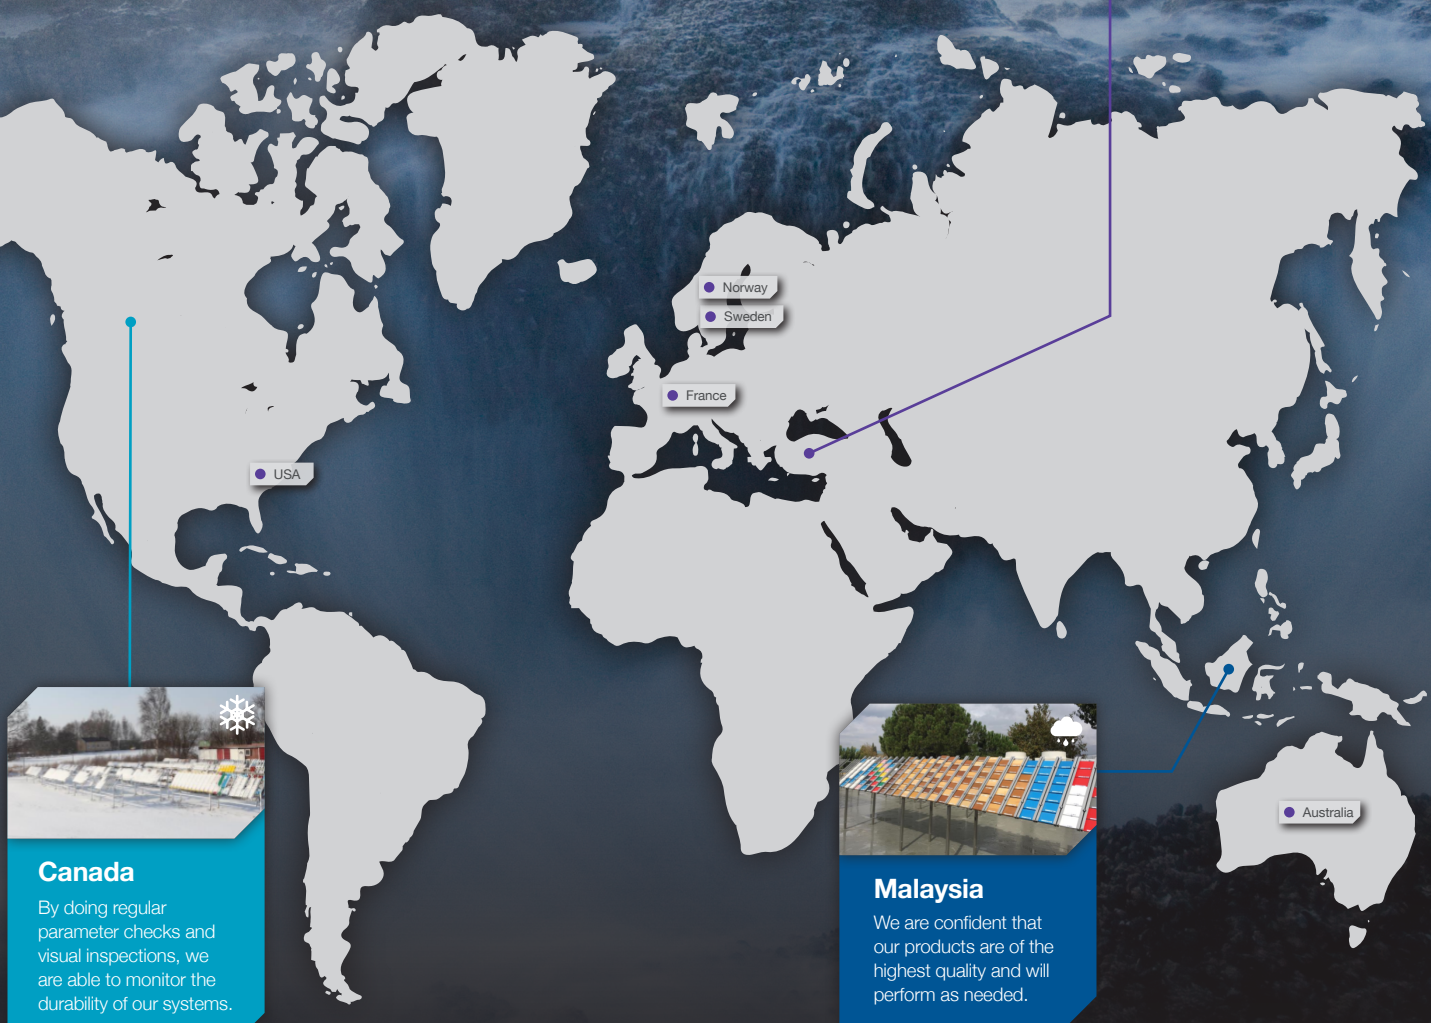 Norway
Sweden
France
USA
Australia
Canada
By doing regular
parameter checks and
visual inspections, we
are able to monitor the
durability of our systems.
Malaysia
We are confident that
our products are of the
highest quality and will
perform as needed.